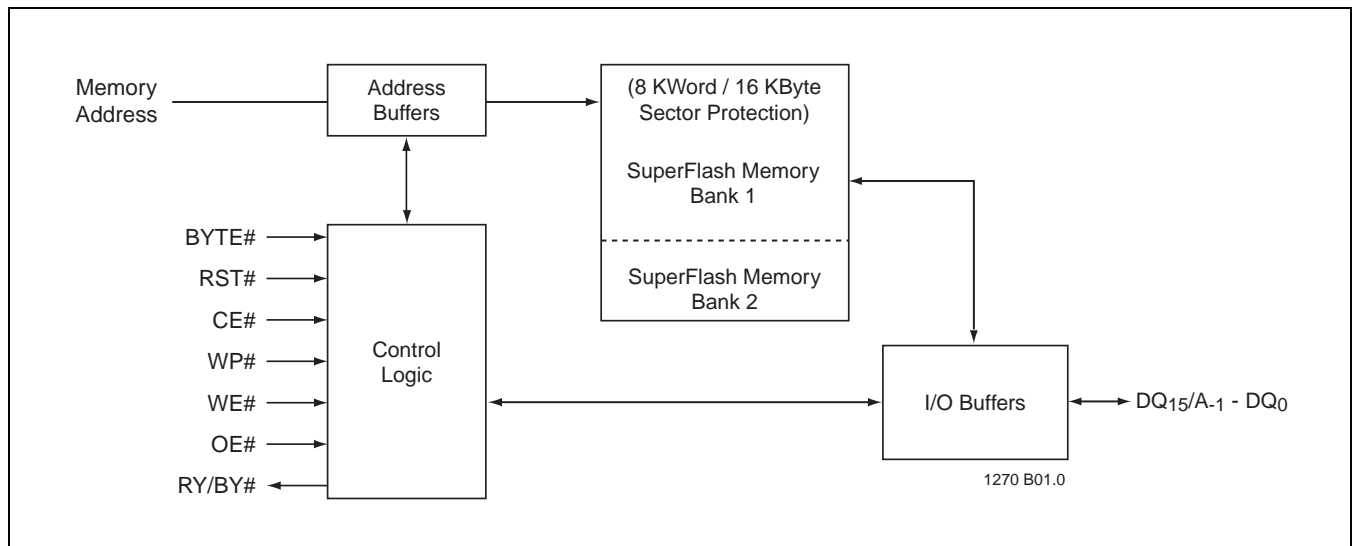 Memory
Address
Address
Buffers
(8 KWord / 16 KByte
Sector Protection)
SuperFlash Memory
Bank 1
SuperFlash Memory
Bank 2
BYTE#
RST#
CE#
WP#
WE#
OE#
RY/BY#
Control
Logic
I/O Buffers
DQ15/A-1 - DQ0
1270 B01.0